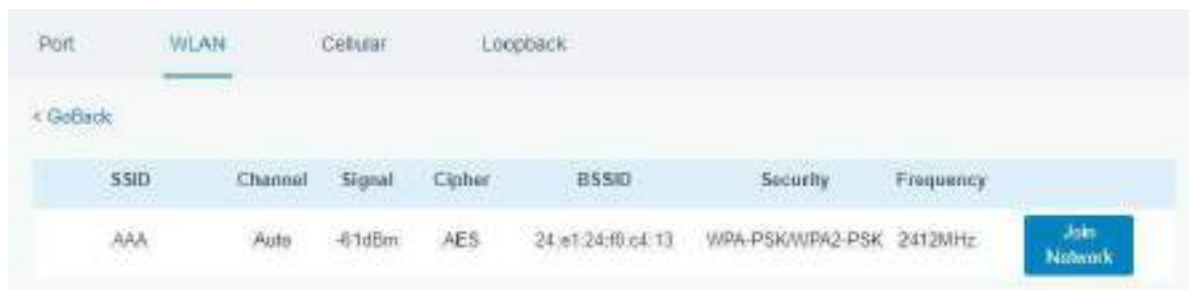 Port WLAN Cellular Loopback
< GoBack
SSID Channel Signal Cipher BSSID Security Frequency
AAA Auto -61dBm AES 24:e1:24:f0:c4:13 WPA-PSK/WPA2-PSK 2412MHz Join Network